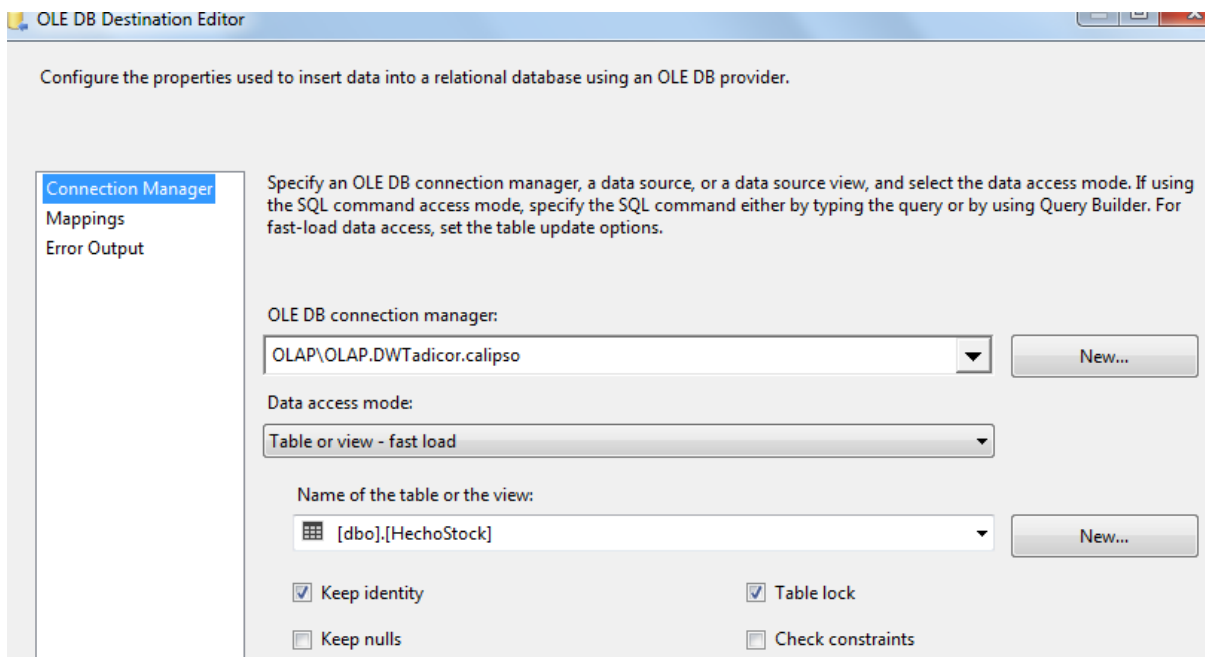 OLE DB Destination Editor
Configure the properties used to insert data into a relational database using an OLE DB provider.
Connection Manager
Mappings
Error Output
Specify an OLE DB connection manager, a data source, or a data source view, and select the data access mode. If using
the SQL command access mode, specify the SQL command either by typing the query or by using Query Builder. For
fast-load data access, set the table update options.
OLE DB connection manager:
OLAP\OLAP.DWTadicor.calipso
New...
Data access mode:
Table or view - fast load
Name of the table or the view:
[dbo].[HechoStock]
New...
Keep identity
Table lock
Keep nulls
Check constraints